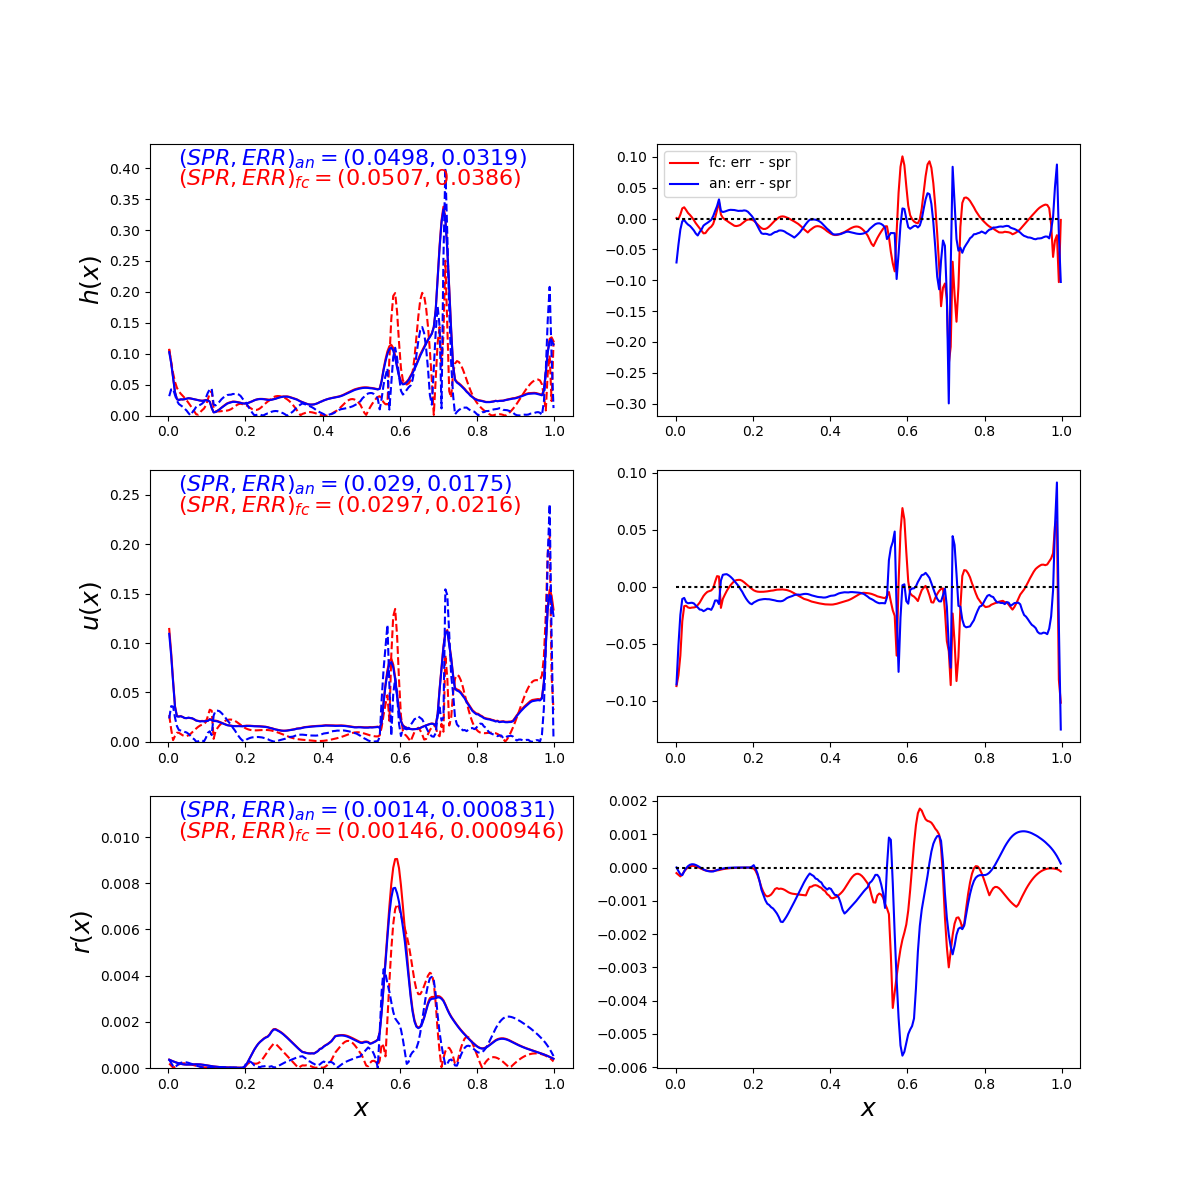 (SPR, ERR)an = (0.0498, 0.0319)
(SPR, ERR)fc = (0.0507, 0.0386)
h(x)
0.40
0.35
0.30
0.25
0.20
0.15
0.10
0.05
0.00
0.0 0.2 0.4 0.6 0.8 1.0
fc: err - spr
an: err - spr
0.10
0.05
0.00
−0.05
−0.10
−0.15
−0.20
−0.25
−0.30
0.0 0.2 0.4 0.6 0.8 1.0
(SPR, ERR)an = (0.029, 0.0175)
(SPR, ERR)fc = (0.0297, 0.0216)
u(x)
0.25
0.20
0.15
0.10
0.05
0.00
0.0 0.2 0.4 0.6 0.8 1.0
0.10
0.05
0.00
−0.05
−0.10
0.0 0.2 0.4 0.6 0.8 1.0
(SPR, ERR)an = (0.0014, 0.000831)
(SPR, ERR)fc = (0.00146, 0.000946)
r(x)
0.010
0.008
0.006
0.004
0.002
0.000
0.0 0.2 0.4 0.6 0.8 1.0
x
0.002
0.001
0.000
−0.001
−0.002
−0.003
−0.004
−0.005
−0.006
0.0 0.2 0.4 0.6 0.8 1.0
x